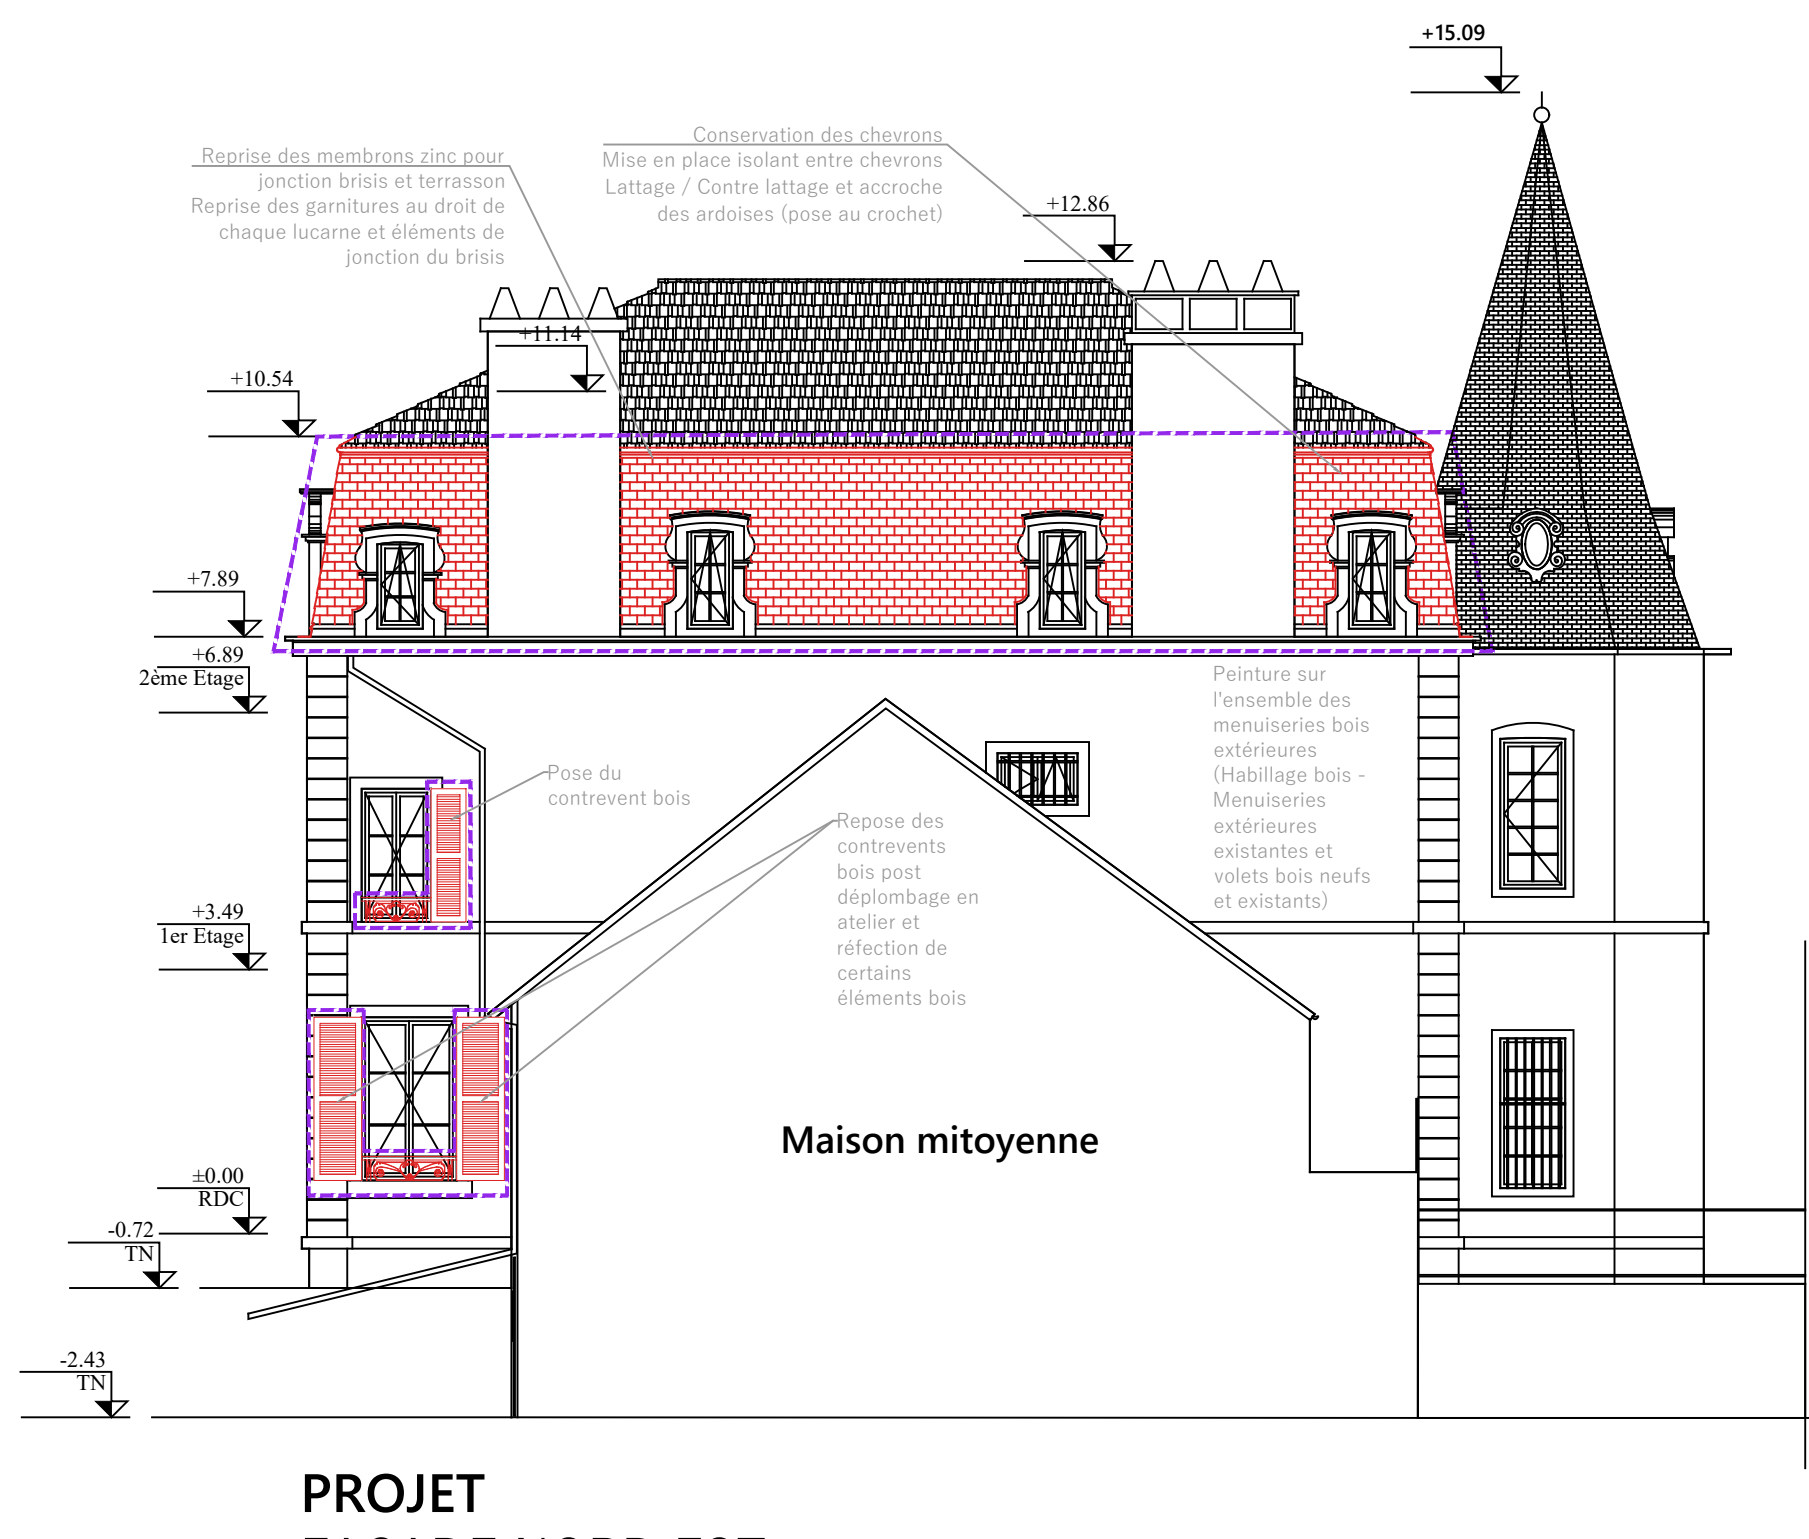 +15.09
Reprise des membrons zinc pour
jonction brisis et terrasson
Reprise des garnitures au droit de
chaque lucarne et éléments de
jonction du brisis
Conservation des chevrons
Mise en place isolant entre chevrons
Lattage / Contre lattage et accroche
des ardoises (pose au crochet)
+12.86
+11.14
+10.54
+7.89
+6.89
2ème Etage
Peinture sur
l'ensemble des
menuiseries bois
extérieures
(Habillage bois -
Menuiseries
extérieures
existantes et
volets bois neufs
et existants)
Pose du
contrevent bois
Repose des
contrevents
bois post
déplombage en
atelier et
réfection de
certains
éléments bois
+3.49
1er Etage
Maison mitoyenne
±0.00
RDC
-0.72
TN
-2.43
TN
PROJET
FAÇADE NORD-EST